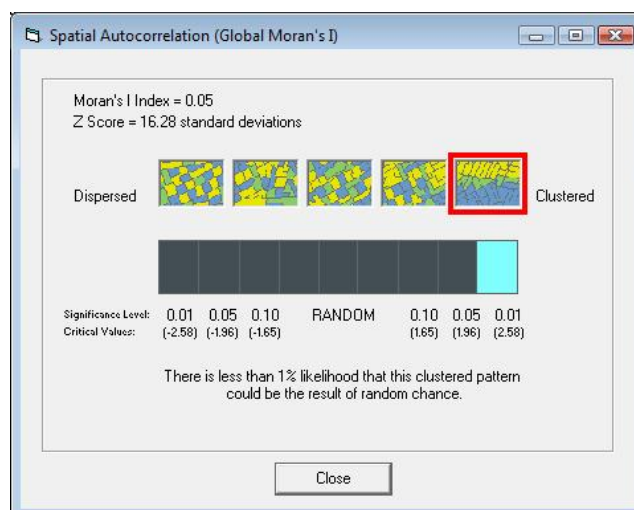 Spatial Autocorrelation (Global Moran's I)
Moran's I Index = 0.05
Z Score = 16.28 standard deviations
Dispersed Clustered
Significance Level: 0.01 0.05 0.10 RANDOM 0.10 0.05 0.01
Critical Values: (-2.58) (-1.96) (-1.65) (1.65) (1.96) (2.58)
There is less than 1% likelihood that this clustered pattern
could be the result of random chance.
Close